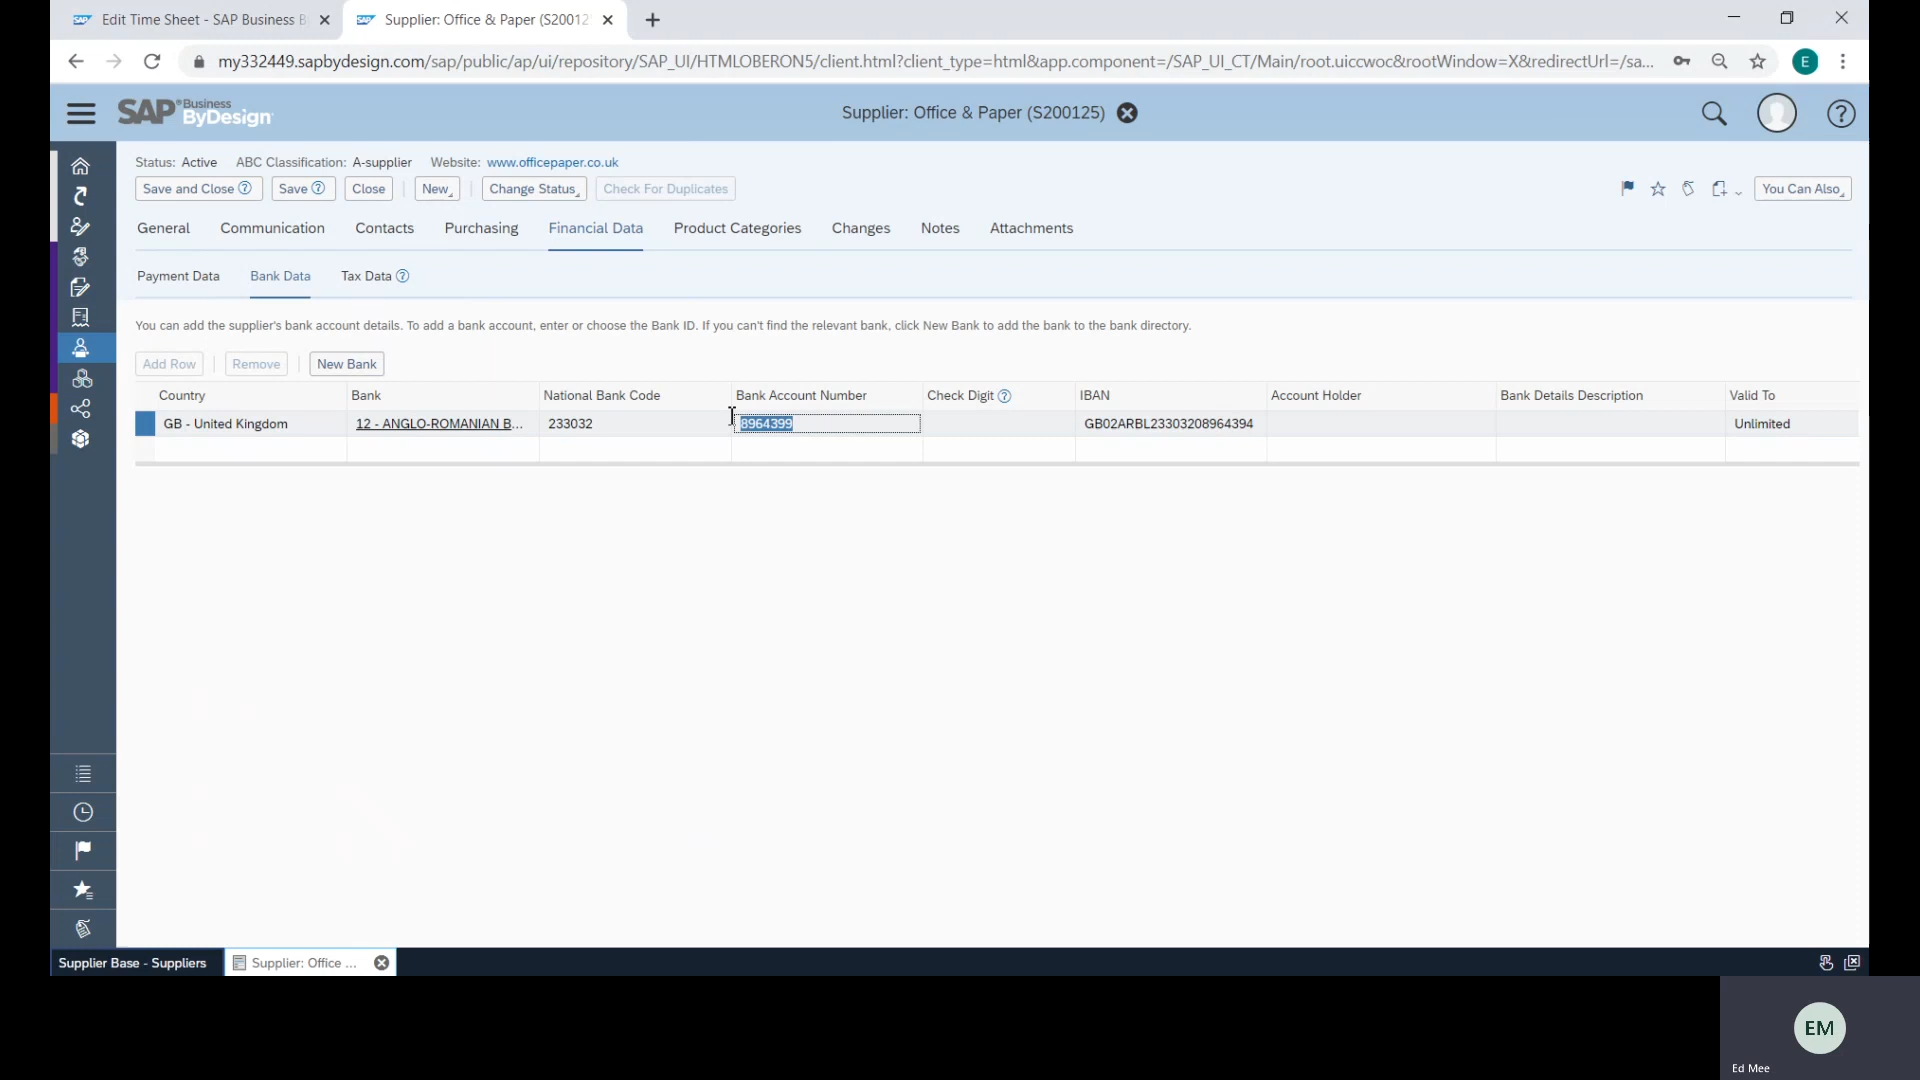 Edit Time Sheet - SAP Business B
Supplier: Office & Paper (S20012
my332449.sapbydesign.com/sap/public/ap/ui/repository/SAP_UI/HTMLOBERON5/client.html?client_type=html&app.component=/SAP_UI_CT/Main/root.uiccwoc&rootWindow=X&redirectUrl=/sa...
E
SAP Business ByDesign
Supplier: Office & Paper (S200125)
Status: Active ABC Classification: A-supplier Website: www.officepaper.co.uk
Save and Close Save Close New Change Status Check For Duplicates You Can Also
General Communication Contacts Purchasing Financial Data Product Categories Changes Notes Attachments
Payment Data Bank Data Tax Data
You can add the supplier's bank account details. To add a bank account, enter or choose the Bank ID. If you can't find the relevant bank, click New Bank to add the bank to the bank directory.
Add Row Remove New Bank
Country Bank National Bank Code Bank Account Number Check Digit IBAN Account Holder Bank Details Description Valid To
GB - United Kingdom 12 - ANGLO-ROMANIAN B... 233032 8964399 GB02ARBL23303208964394 Unlimited
Supplier Base - Suppliers Supplier: Office ...
EM
Ed Mee